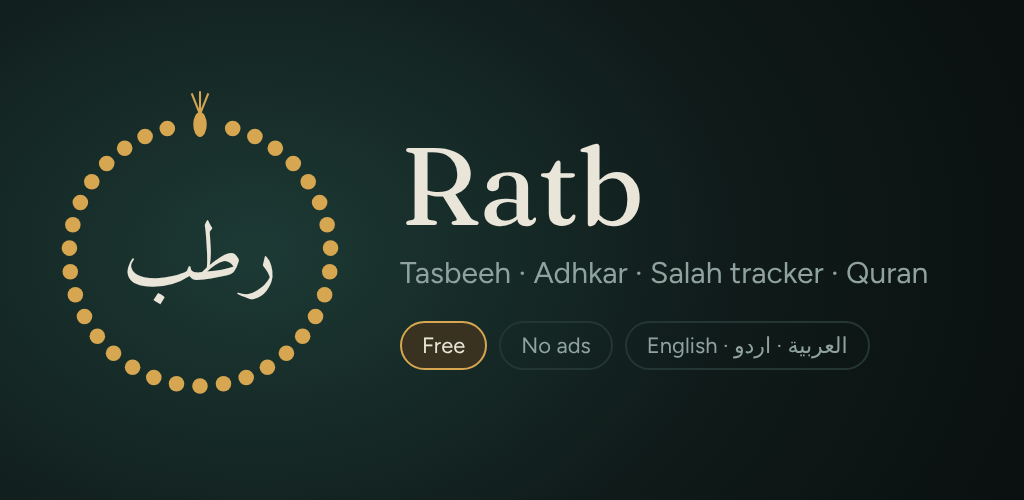 رطب
Ratb
Tasbeeh · Adhkar · Salah tracker · Quran
Free
No ads
English · اردو · العربية